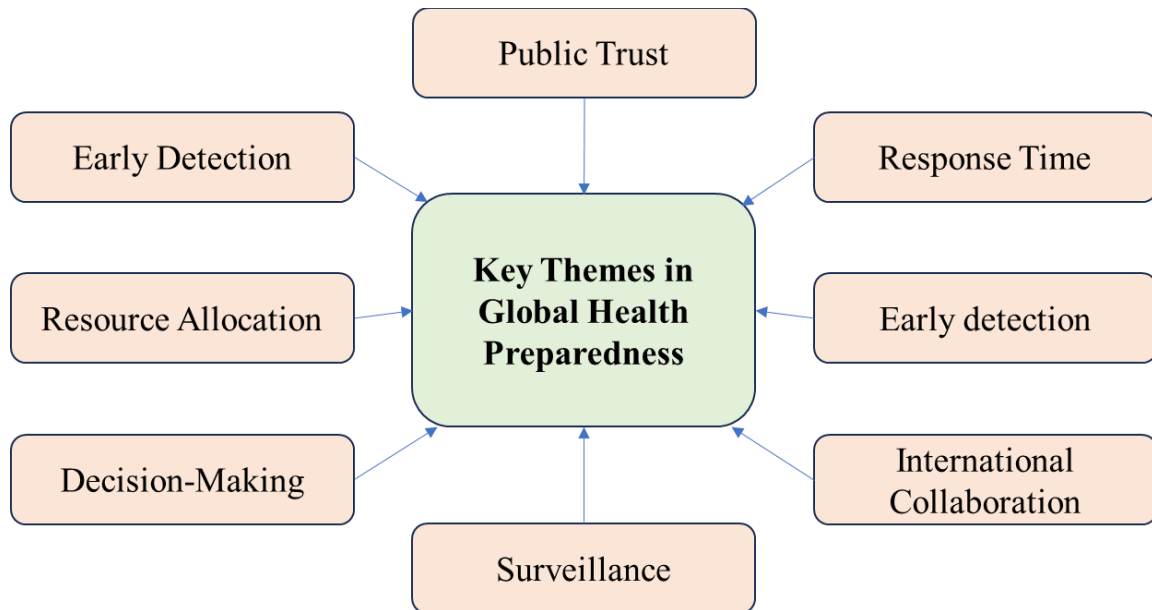 Public Trust
Early Detection
Response Time
Key Themes in
Global Health
Preparedness
Resource Allocation
Early detection
Decision-Making
International
Collaboration
Surveillance